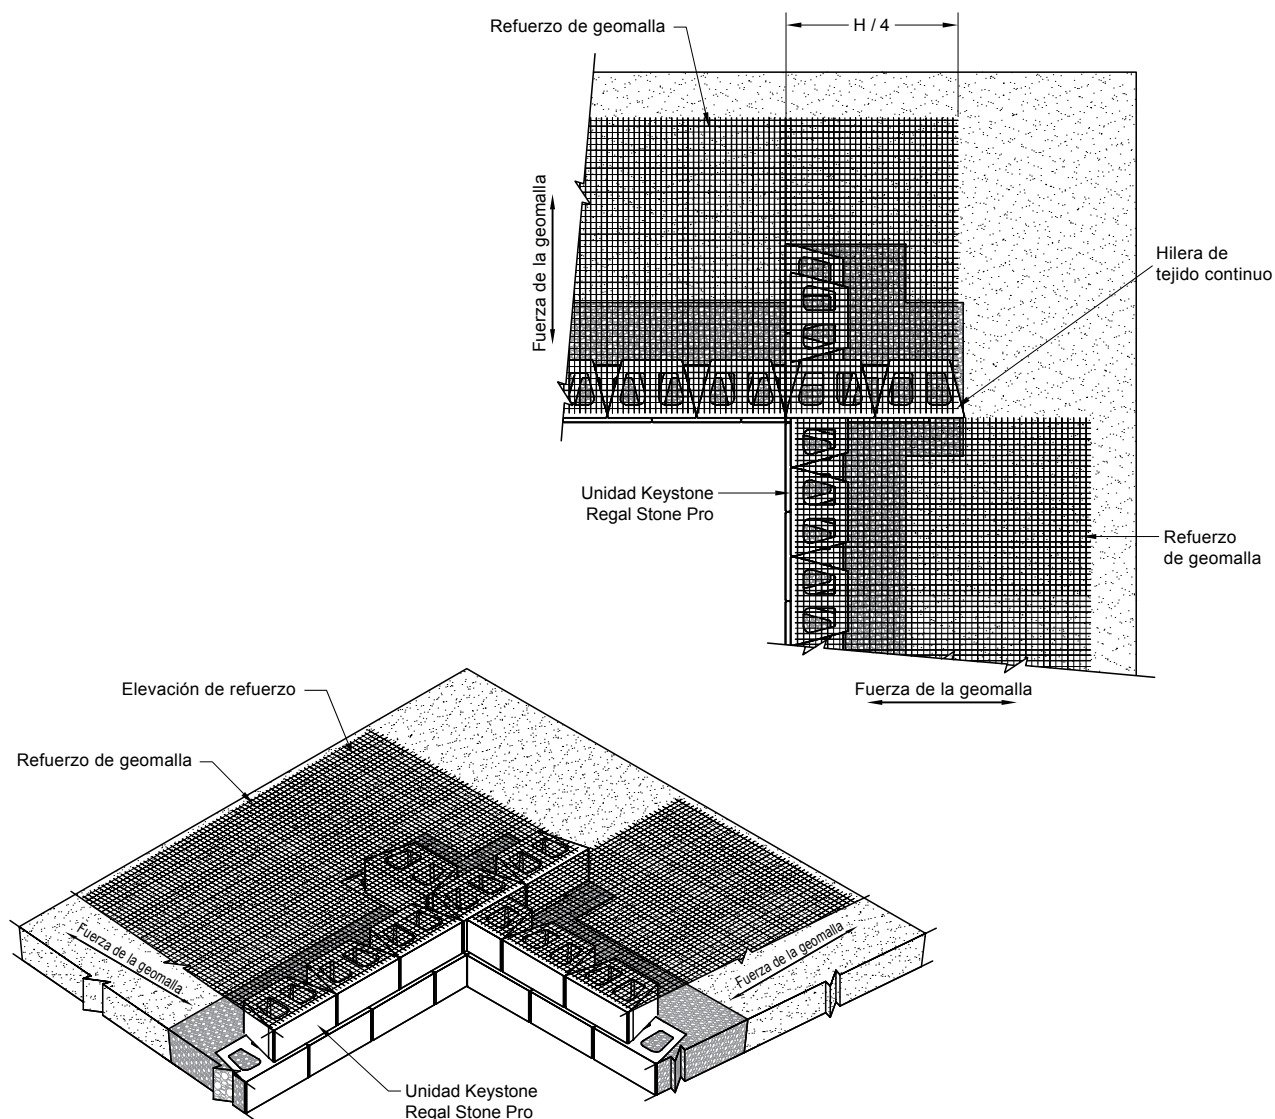 Refuerzo de geomalla
H / 4
Fuerza de la geomalla
Hilera de
tejido continuo
Unidad Keystone
Regal Stone Pro
Refuerzo
de geomalla
Fuerza de la geomalla
Elevación de refuerzo
Refuerzo de geomalla
Fuerza de la geomalla
Fuerza de la geomalla
Unidad Keystone
Regal Stone Pro